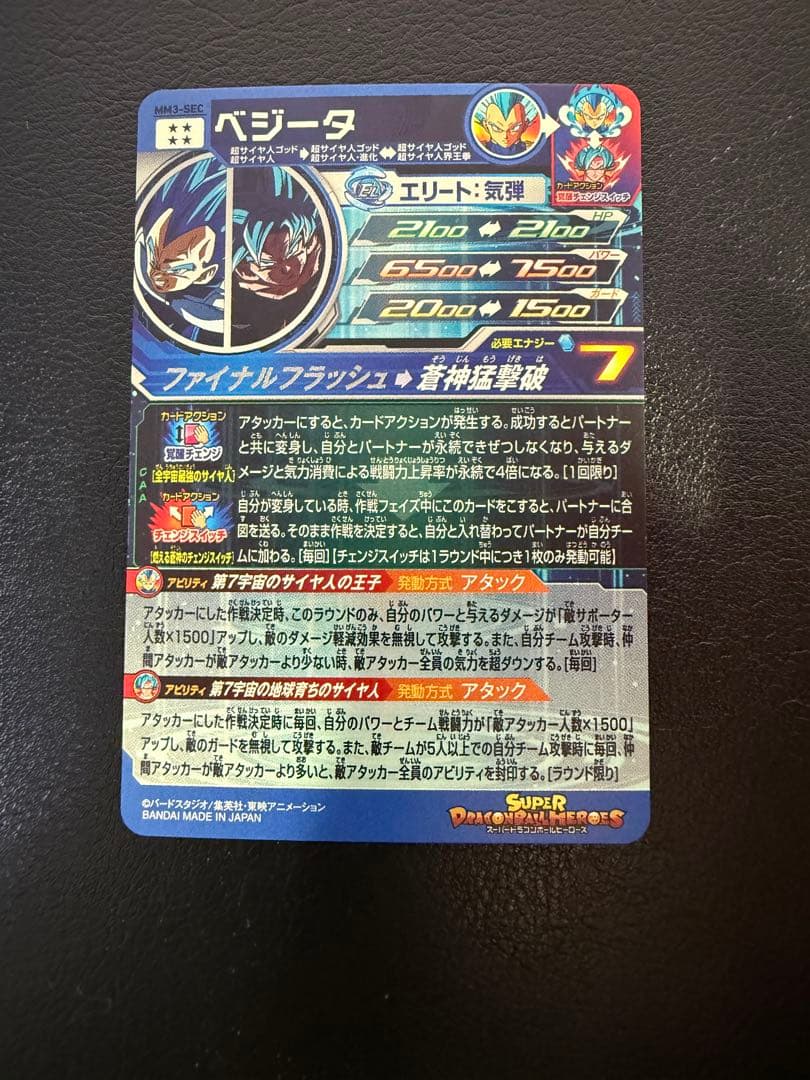 MM3-SEC
ベジータ
超サイヤ人ゴッド 超サイヤ人ゴッド 超サイヤ人ゴッド
超サイヤ人 超サイヤ人・進化 超サイヤ人界王拳
カードアクション
覚醒チェンジスイッチ
エリート:気弾
HP
2100 ⇔ 2100
パワー
6500 ⇔ 7500
ガード
2000 ⇔ 1500
必要エナジー 7
ファイナルフラッシュ➡蒼神猛撃破
CAA
カードアクション
覚醒チェンジ
[全宇宙最強のサイヤ人]
アタッカーにすると、カードアクションが発生する。成功するとパートナー
と共に変身し、自分とパートナーが永続できぜつしなくなり、与えるダ
メージと気力消費による戦闘力上昇率が永続で4倍になる。[1回限り]
カードアクション
チェンジスイッチ
[燃える蒼神のチェンジスイッチ]
自分が変身している時、作戦フェイズ中にこのカードをこすると、パートナーに合
図を送る。そのまま作戦を決定すると、自分と入れ替わってパートナーが自分チー
ムに加わる。[毎回]【チェンジスイッチは1ラウンド中につき1枚のみ発動可能】
アビリティ 第7宇宙のサイヤ人の王子 発動方式 アタック
アタッカーにした作戦決定時、このラウンドのみ、自分のパワーと与えるダメージが「敵サポーター
人数×1500」アップし、敵のダメージ軽減効果を無視して攻撃する。また、自分チーム攻撃時、仲
間アタッカーが敵アタッカーより少ない時、敵アタッカー全員の気力を超ダウンする。[毎回]
アビリティ 第7宇宙の地球育ちのサイヤ人 発動方式 アタック
アタッカーにした作戦決定時に毎回、自分のパワーとチーム戦闘力が「敵アタッカー人数×1500」
アップし、敵のガードを無視して攻撃する。また、敵チームが5人以上での自分チーム攻撃時に毎回、仲
間アタッカーが敵アタッカーより多いと、敵アタッカー全員のアビリティを封印する。[ラウンド限り]
©バードスタジオ/集英社・東映アニメーション
BANDAI MADE IN JAPAN
SUPER
DRAGONBALL HEROES
スーパードラゴンボールヒーローズ